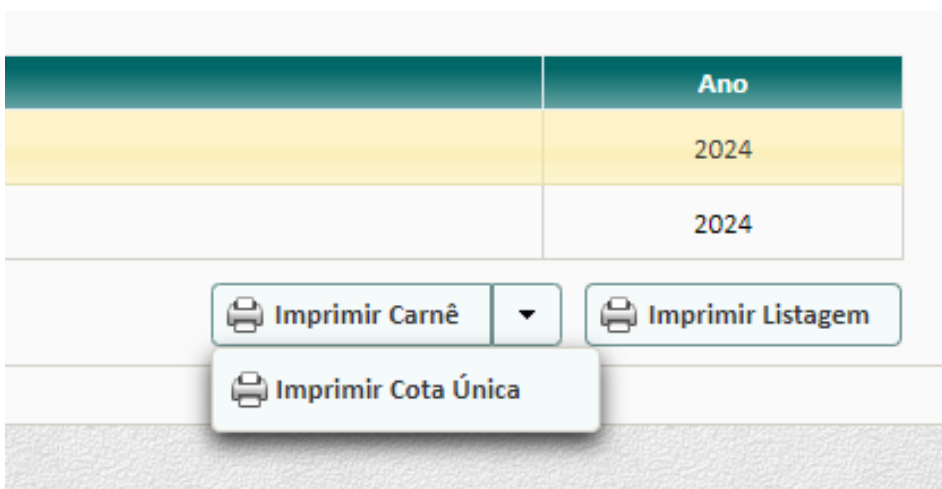 Ano
2024
2024
Imprimir Carnê
Imprimir Listagem
Imprimir Cota Única